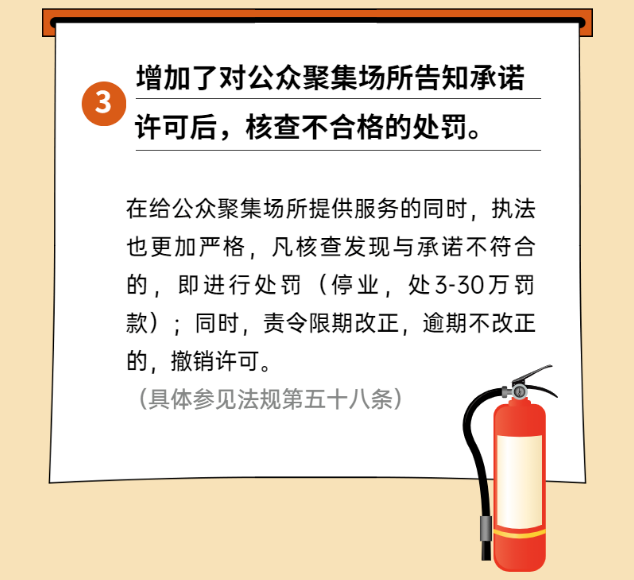 3
增加了对公众聚集场所告知承诺
许可后，核查不合格的处罚。
在给公众聚集场所提供服务的同时，执法
也更加严格，凡核查发现与承诺不符合
的，即进行处罚（停业，处3-30万罚
款）；同时，责令限期改正，逾期不改正
的，撤销许可。
（具体参见法规第五十八条）